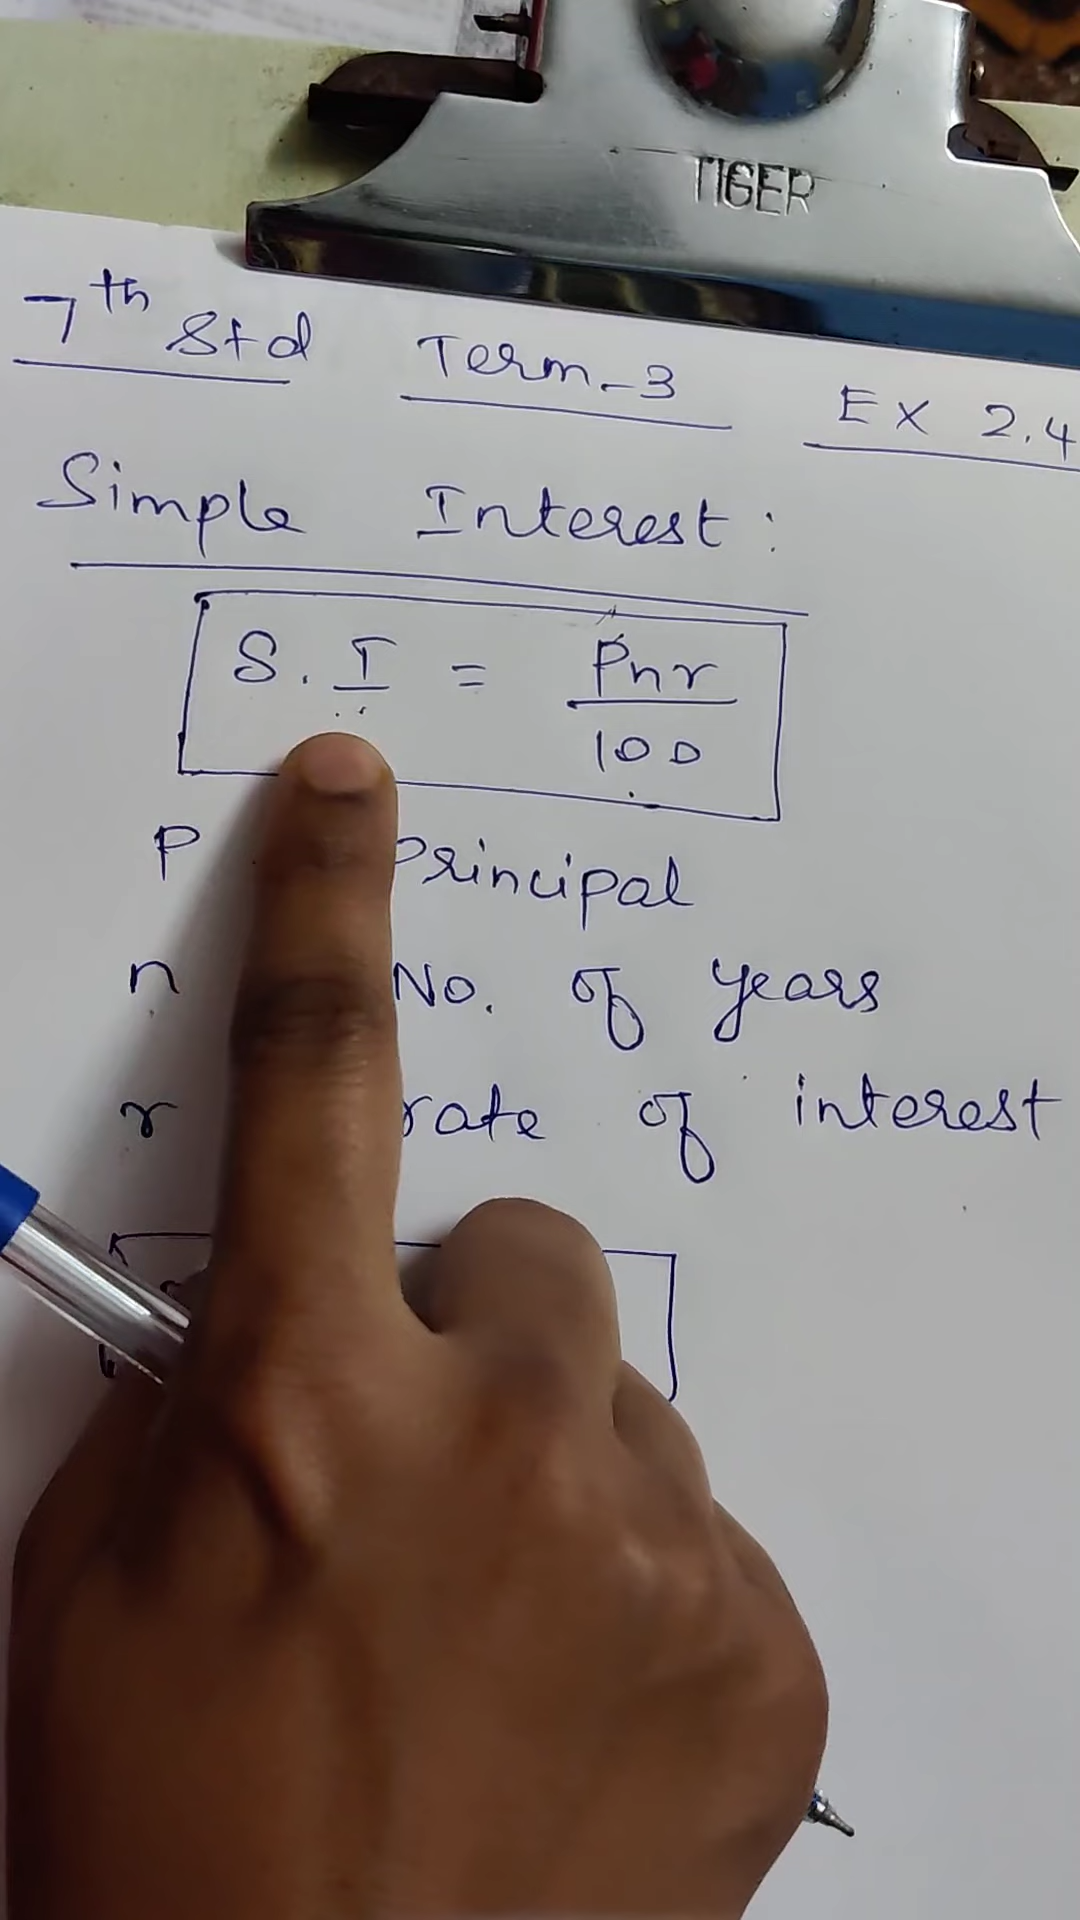 TIGER
7th Std Term-3 Ex 2.4
Simple Interest:
S.I = Pnr
100
P Principal
n No. of years
r rate of interest